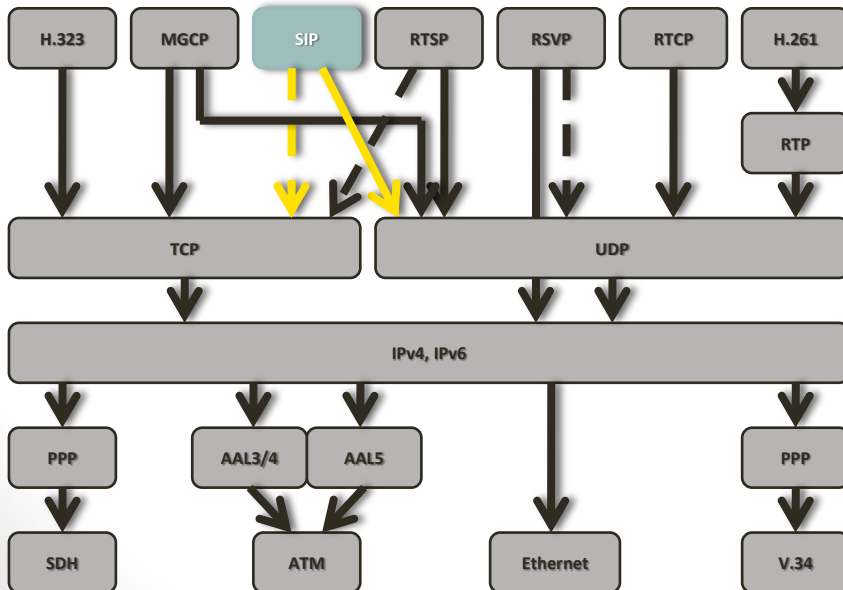 H.323
MGCP
SIP
RTSP
RSVP
RTCP
H.261
RTP
TCP
UDP
IPv4, IPv6
PPP
AAL3/4
AAL5
PPP
SDH
ATM
Ethernet
V.34